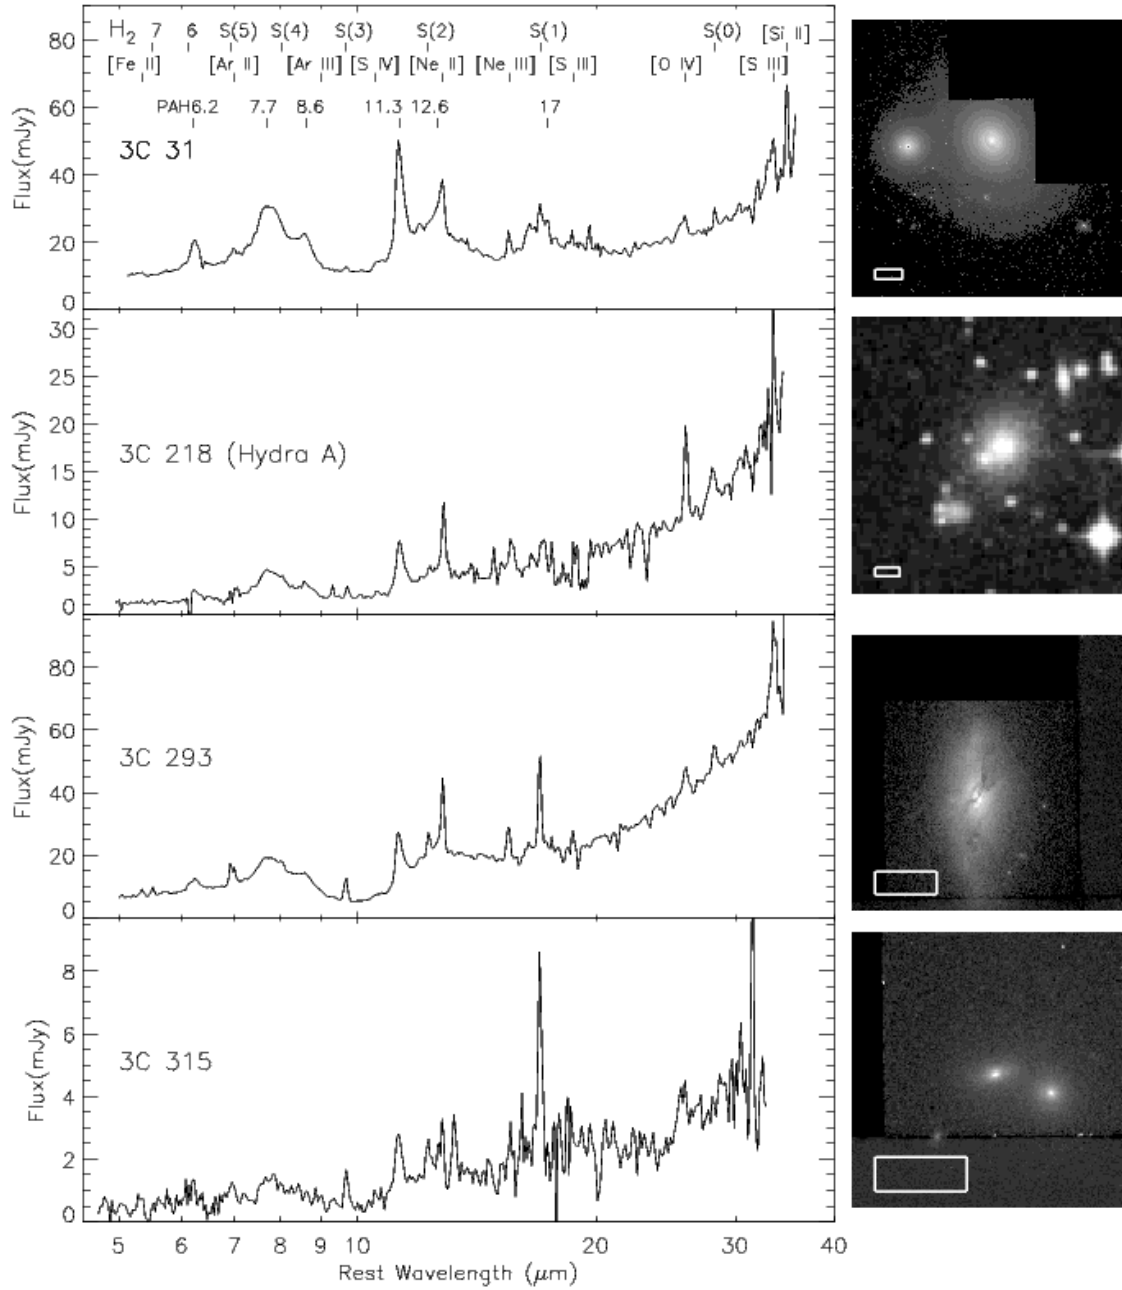 H2 7 6 S(5) S(4) S(3) S(2) S(1) S(0) [Si II]
[Fe II] [Ar II] [Ar III] [S IV] [Ne II] [Ne III] [S III] [O IV] [S III]
PAH6.2 7.7 8.6 11.3 12.6 17
3C 31
Flux(mJy)
80
60
40
20
0
3C 218 (Hydra A)
Flux(mJy)
30
25
20
15
10
5
0
3C 293
Flux(mJy)
80
60
40
20
0
3C 315
Flux(mJy)
8
6
4
2
0
5 6 7 8 9 10 20 30 40
Rest Wavelength (μm)